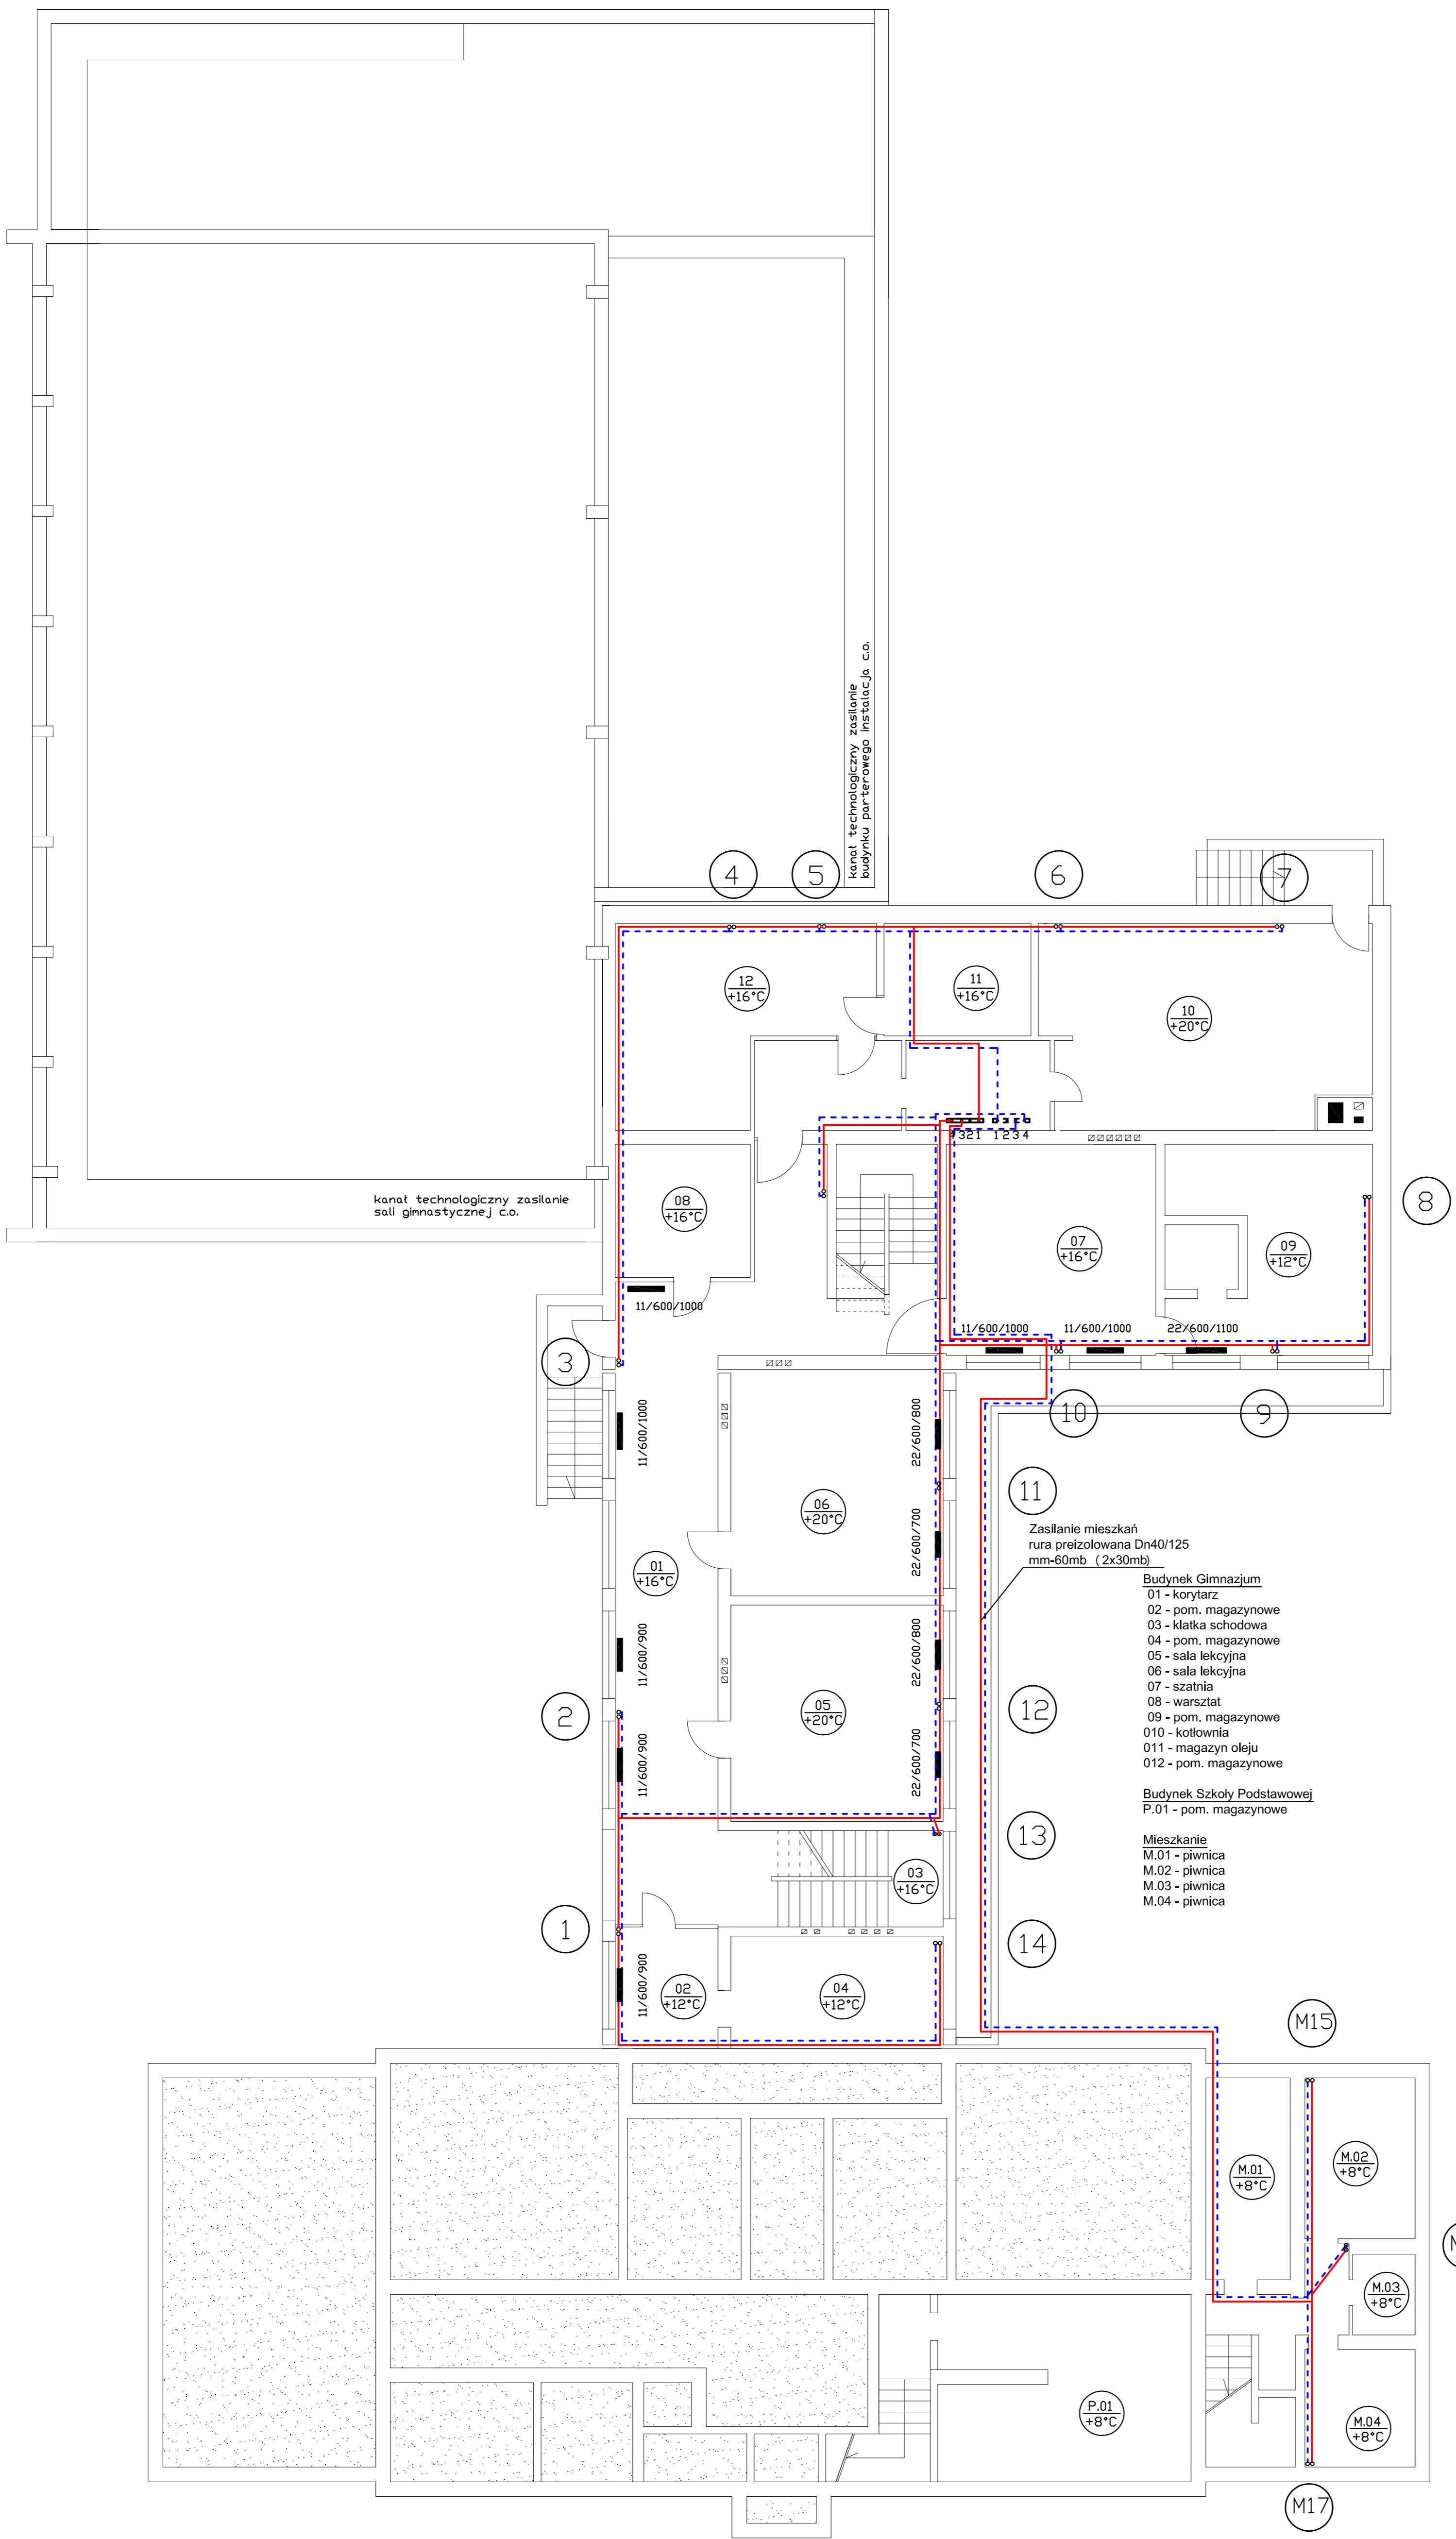 kanał technologiczny zasilanie
budynku parterowego instalacja c.o.
4
5
6
7
12
+16°C
11
+16°C
10
+20°C
4321
1234
kanał technologiczny zasilanie
sali gimnastycznej c.o.
08
+16°C
07
+16°C
09
+12°C
8
11/600/1000
11/600/1000
11/600/1000
22/600/1100
3
10
9
11/600/1000
22/600/800
06
+20°C
11
22/600/700
01
+16°C
Zasilanie mieszkań
rura preizolowana Dn40/125
mm-60mb (2x30mb)
Budynek Gimnazjum
01 - korytarz
02 - pom. magazynowe
03 - klatka schodowa
04 - pom. magazynowe
05 - sala lekcyjna
06 - sala lekcyjna
07 - szatnia
08 - warsztat
09 - pom. magazynowe
010 - kotłownia
011 - magazyn oleju
012 - pom. magazynowe
Budynek Szkoły Podstawowej
P.01 - pom. magazynowe
Mieszkanie
M.01 - piwnica
M.02 - piwnica
M.03 - piwnica
M.04 - piwnica
11/600/900
22/600/800
2
05
+20°C
12
11/600/900
22/600/700
13
03
+16°C
1
14
11/600/900
02
+12°C
04
+12°C
M15
M.01
+8°C
M.02
+8°C
M.03
+8°C
P.01
+8°C
M.04
+8°C
M17